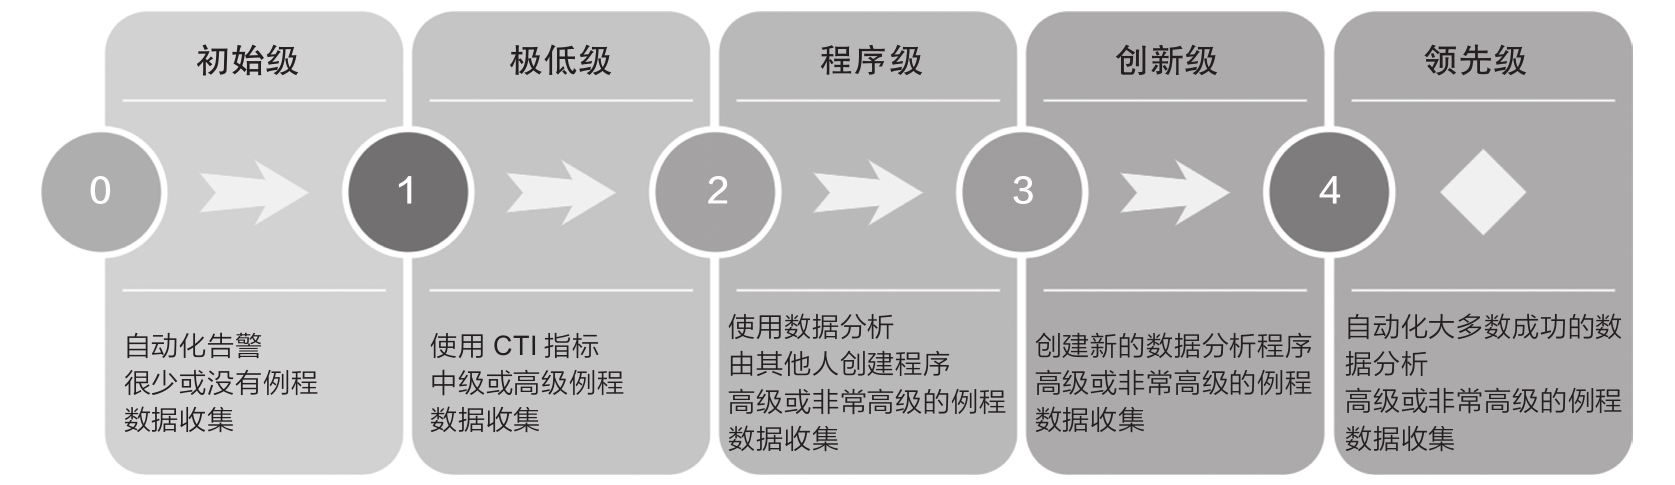 初始级
极低级
程序级
创新级
领先级
0
1
2
3
4
自动化告警
很少或没有例程
数据收集
使用 CTI 指标
中级或高级例程
数据收集
使用数据分析
由其他人创建程序
高级或非常高级的例程
数据收集
创建新的数据分析程序
高级或非常高级的例程
数据收集
自动化大多数成功的数
据分析
高级或非常高级的例程
数据收集